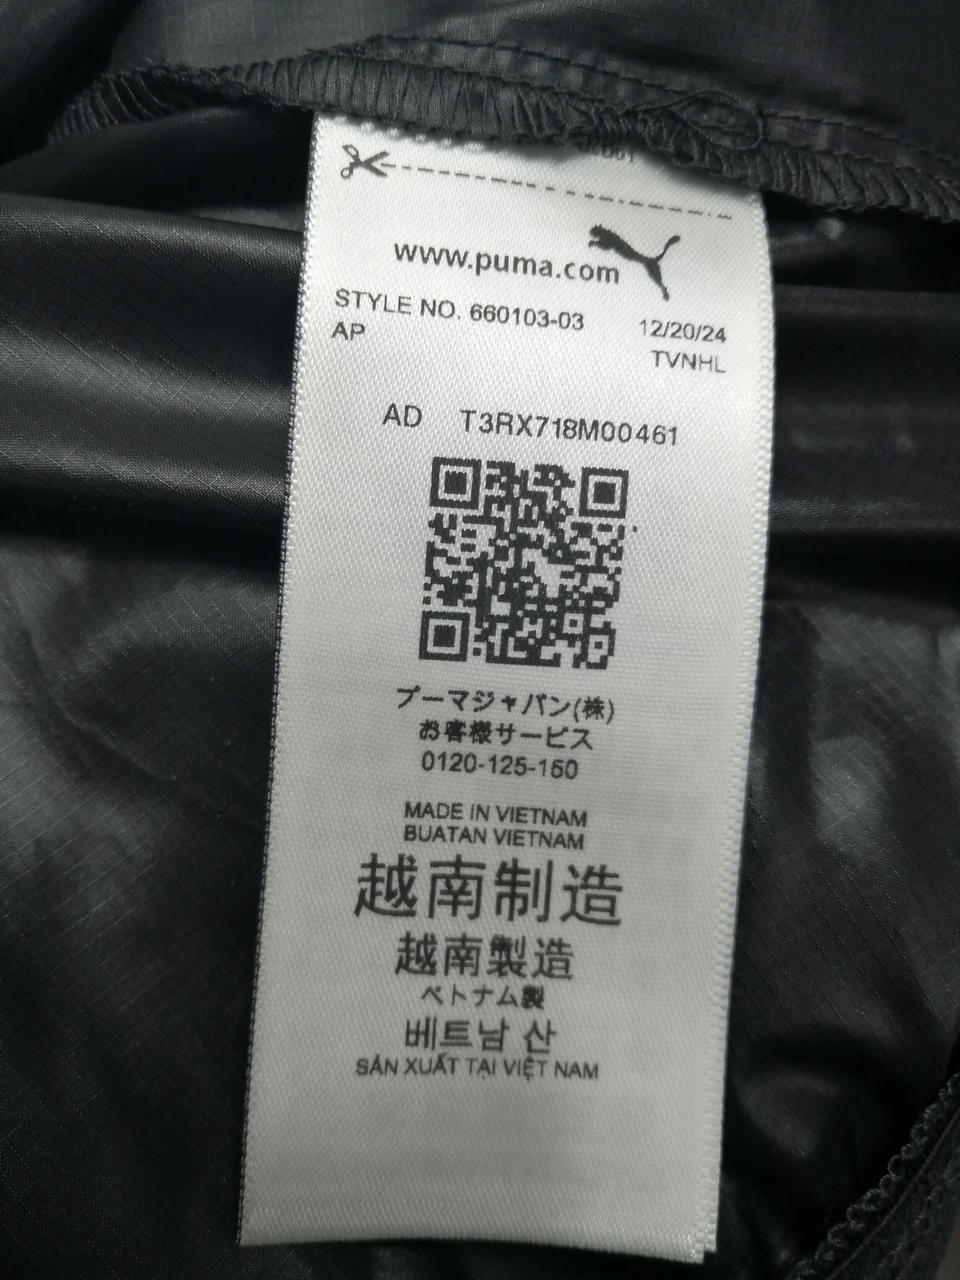 www.puma.com
STYLE NO. 660103-03 12/20/24
AP TVNHL
AD T3RX718M00461
プーマジャパン(株)
お客様サービス
0120-125-150
MADE IN VIETNAM
BUATAN VIETNAM
越南制造
越南製造
ベトナム製
베트남 산
SẢN XUẤT TẠI VIỆT NAM